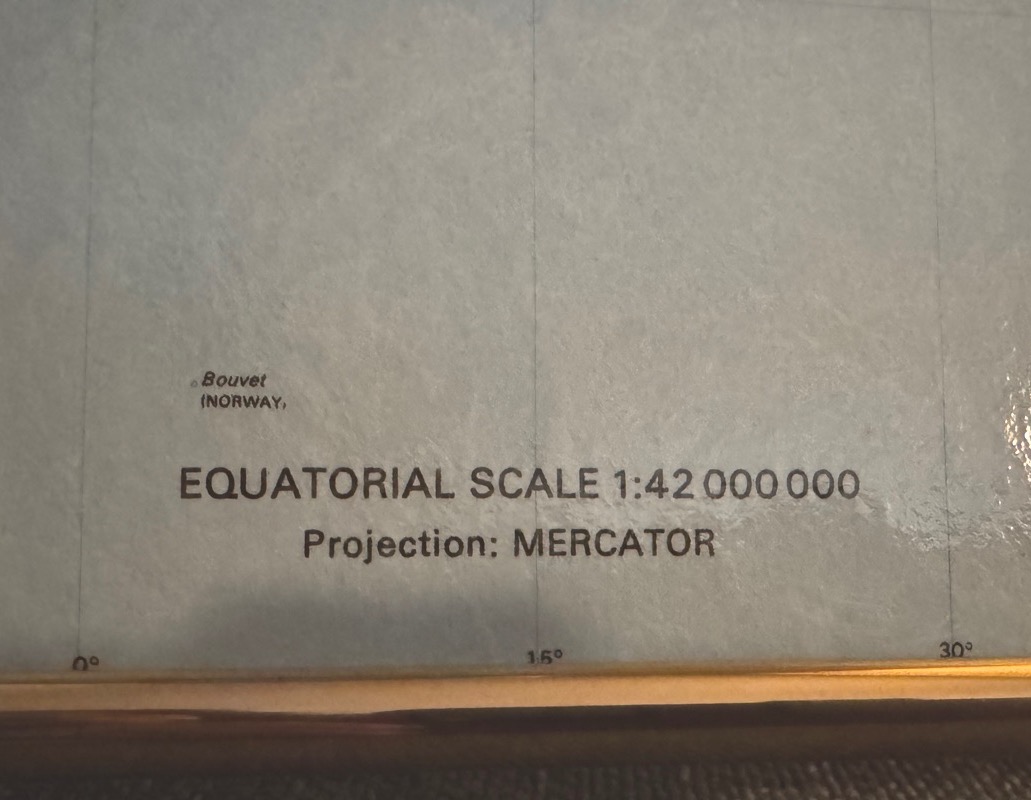 Bouvet
(NORWAY)
EQUATORIAL SCALE 1:42 000 000
Projection: MERCATOR
0° 15° 30°